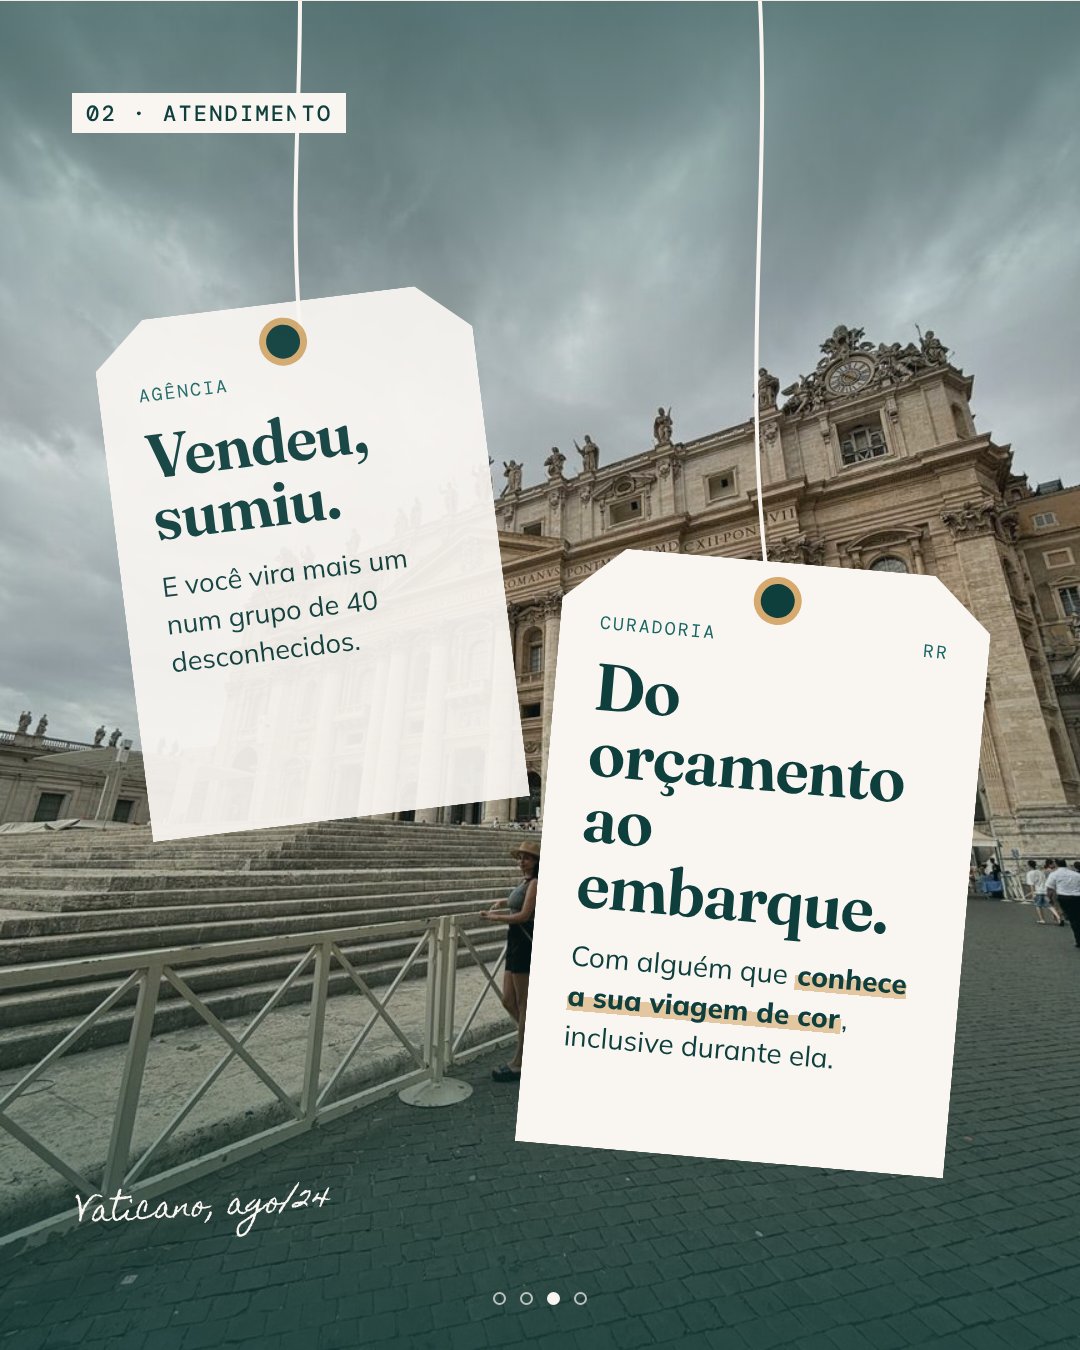 02 · ATENDIMENTO
AGÊNCIA
Vendeu,
sumiu.
E você vira mais um
num grupo de 40
desconhecidos.
CURADORIA
RR
Do
orçamento
ao
embarque.
Com alguém que conhece
a sua viagem de cor,
inclusive durante ela.
Vaticano, ago/24